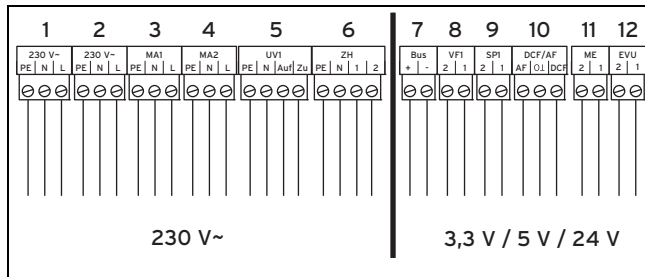 1 2 3 4 5 6 7 8 9 10 11 12
230 V~ 230 V~ MA1 MA2 UV1 ZH Bus VF1 SP1 DCF/AF ME EVU
PE N L PE N L PE N L PE N L PE N Auf Zu PE N 1 2 + - 2 1 2 1 AF O⊥ DCF 2 1 2 1
230 V~ 3,3 V / 5 V / 24 V